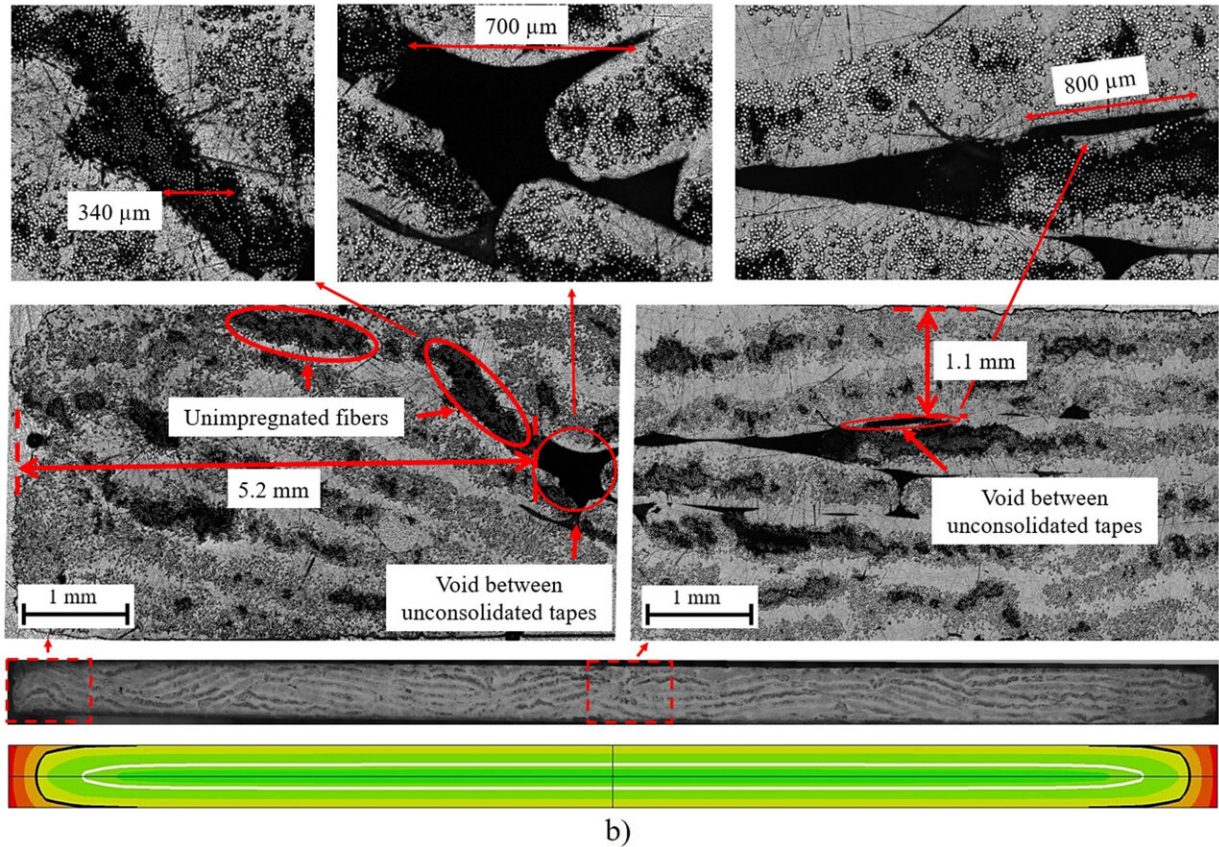 700 µm
800 µm
340 µm
1.1 mm
Unimpregnated fibers
5.2 mm
Void between
unconsolidated tapes
Void between
unconsolidated tapes
1 mm
1 mm
b)